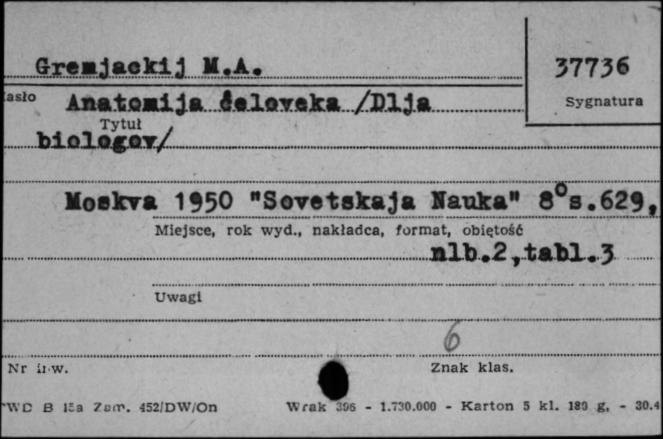 Gremjackij M.A.
37736
asło
Anatomija čeloveka /Dlja
Sygnatura
Tytuł
biologov/
Moskva 1950 "Sovetskaja Nauka" 8° s.629,
Miejsce, rok wyd., nakładca, format, objętość
nlb.2,tabl.3
Uwagi
6
Nr inw.
Znak klas.
PWD B 15a Zam. 452/DW/On Wrak 396 - 1.730.000 - Karton 5 kl. 180 g. - 30.4